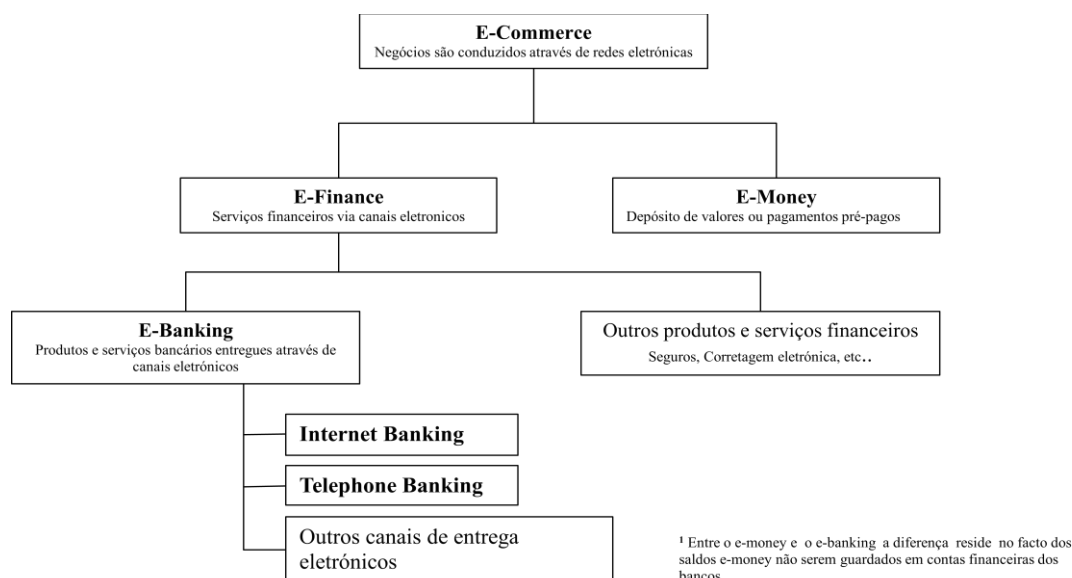 E-Commerce
Negócios são conduzidos através de redes eletrónicas
E-Finance
Serviços financeiros via canais eletronicos
E-Money
Depósito de valores ou pagamentos pré-pagos
E-Banking
Produtos e serviços bancários entregues através de
canais eletrónicos
Outros produtos e serviços financeiros
Seguros, Corretagem eletrónica, etc..
Internet Banking
Telephone Banking
Outros canais de entrega
eletrónicos
¹ Entre o e-money e o e-banking a diferença reside no facto dos
saldos e-money não serem guardados em contas financeiras dos
bancos